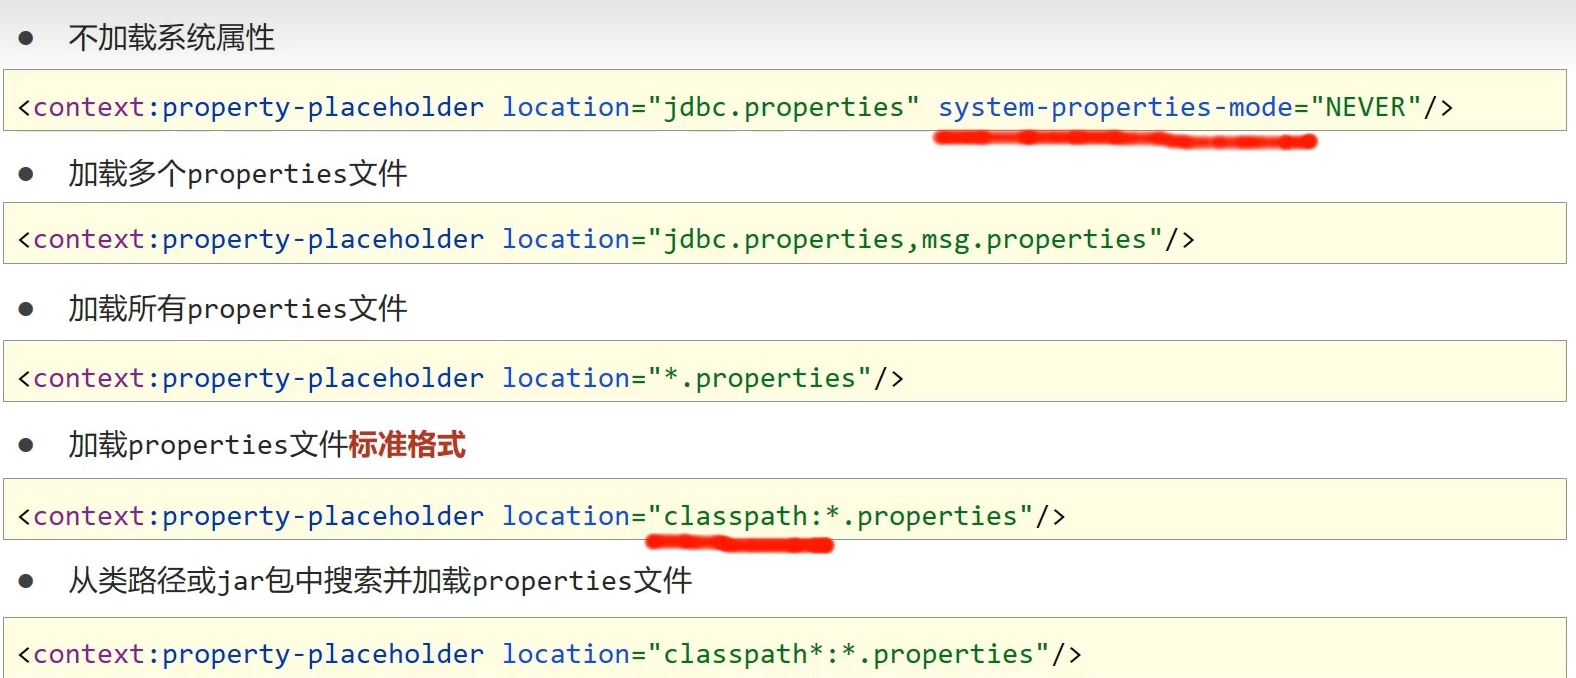 ● 不加载系统属性
<context:property-placeholder location="jdbc.properties" system-properties-mode="NEVER"/>
● 加载多个properties文件
<context:property-placeholder location="jdbc.properties,msg.properties"/>
● 加载所有properties文件
<context:property-placeholder location="*.properties"/>
● 加载properties文件标准格式
<context:property-placeholder location="classpath:*.properties"/>
● 从类路径或jar包中搜索并加载properties文件
<context:property-placeholder location="classpath*:*.properties"/>